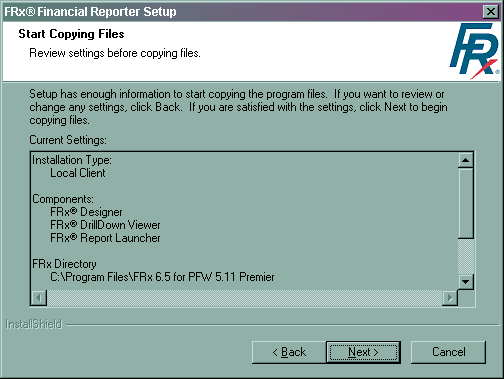 FRx® Financial Reporter Setup
Start Copying Files
Review settings before copying files.
FRx
Setup has enough information to start copying the program files.  If you want to review or
change any settings, click Back.  If you are satisfied with the settings, click Next to begin
copying files.
Current Settings:
Installation Type:
Local Client
Components:
FRx® Designer
FRx® DrillDown Viewer
FRx® Report Launcher
FRx Directory
C:\Program Files\FRx 6.5 for PFW 5.11 Premier
InstallShield
< Back
Next >
Cancel